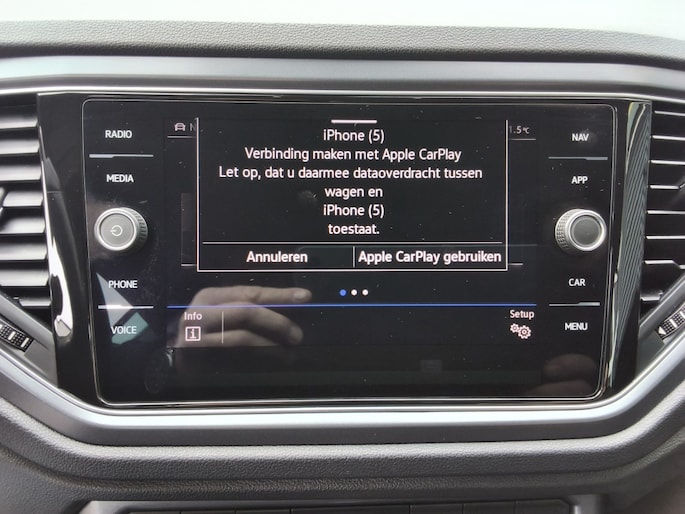 RADIO
MEDIA
PHONE
VOICE
iPhone (5)
Verbinding maken met Apple CarPlay
Let op, dat u daarmee dataoverdracht tussen
wagen en
iPhone (5)
toestaat.
Annuleren
Apple CarPlay gebruiken
Info
Setup
NAV
APP
CAR
MENU